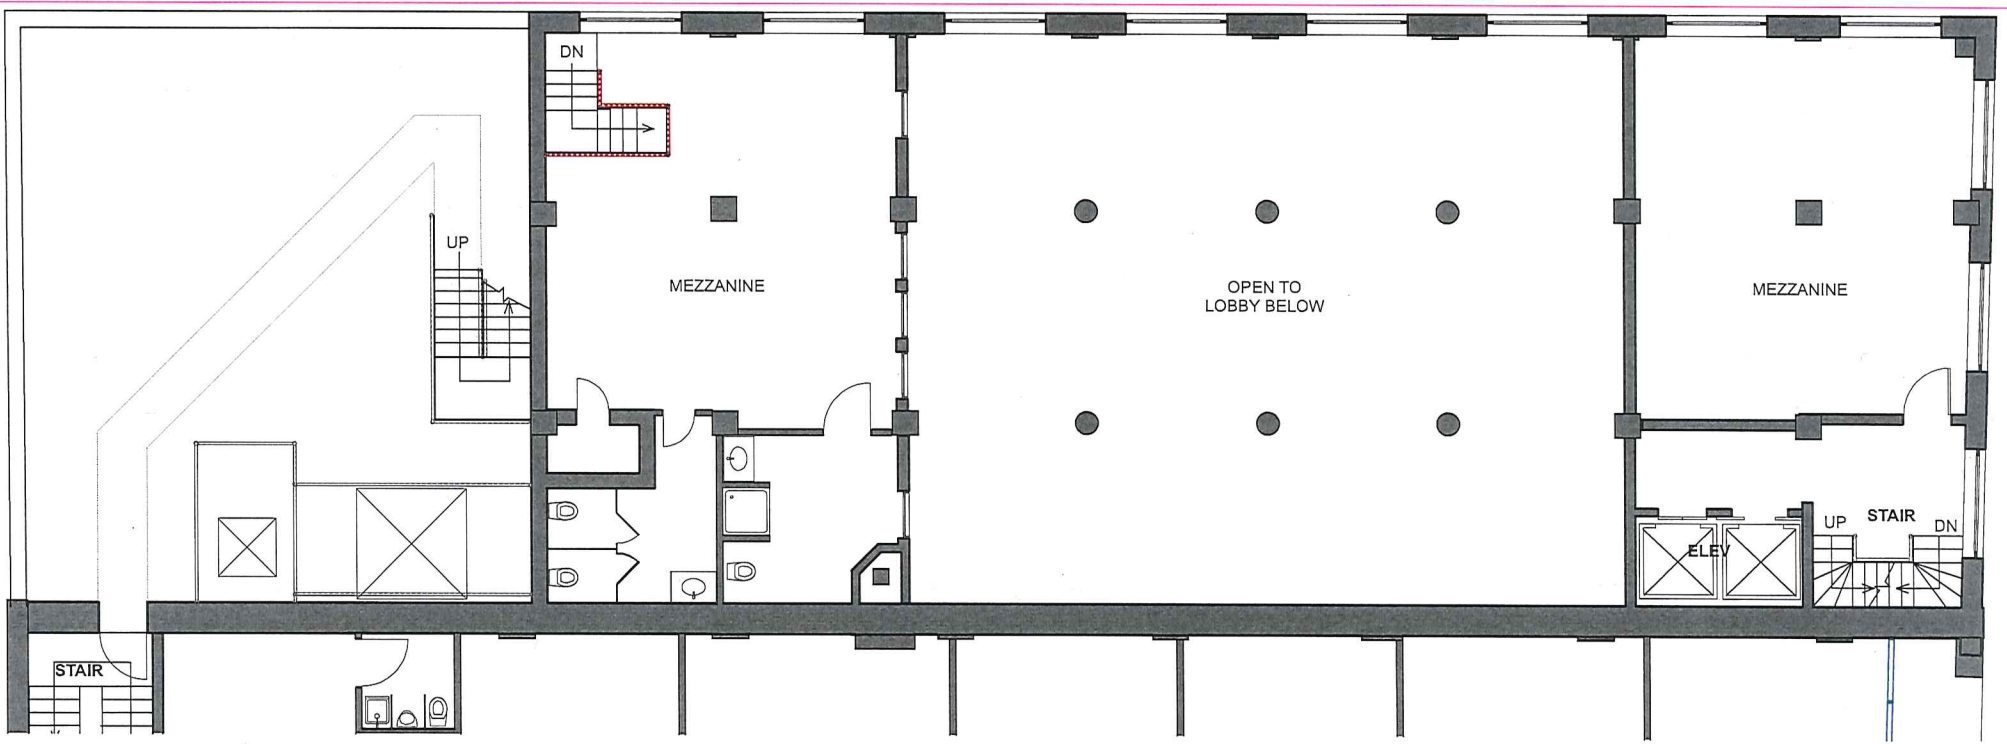 DN
UP
MEZZANINE
OPEN TO
LOBBY BELOW
MEZZANINE
UP
STAIR
DN
ELEV
STAIR